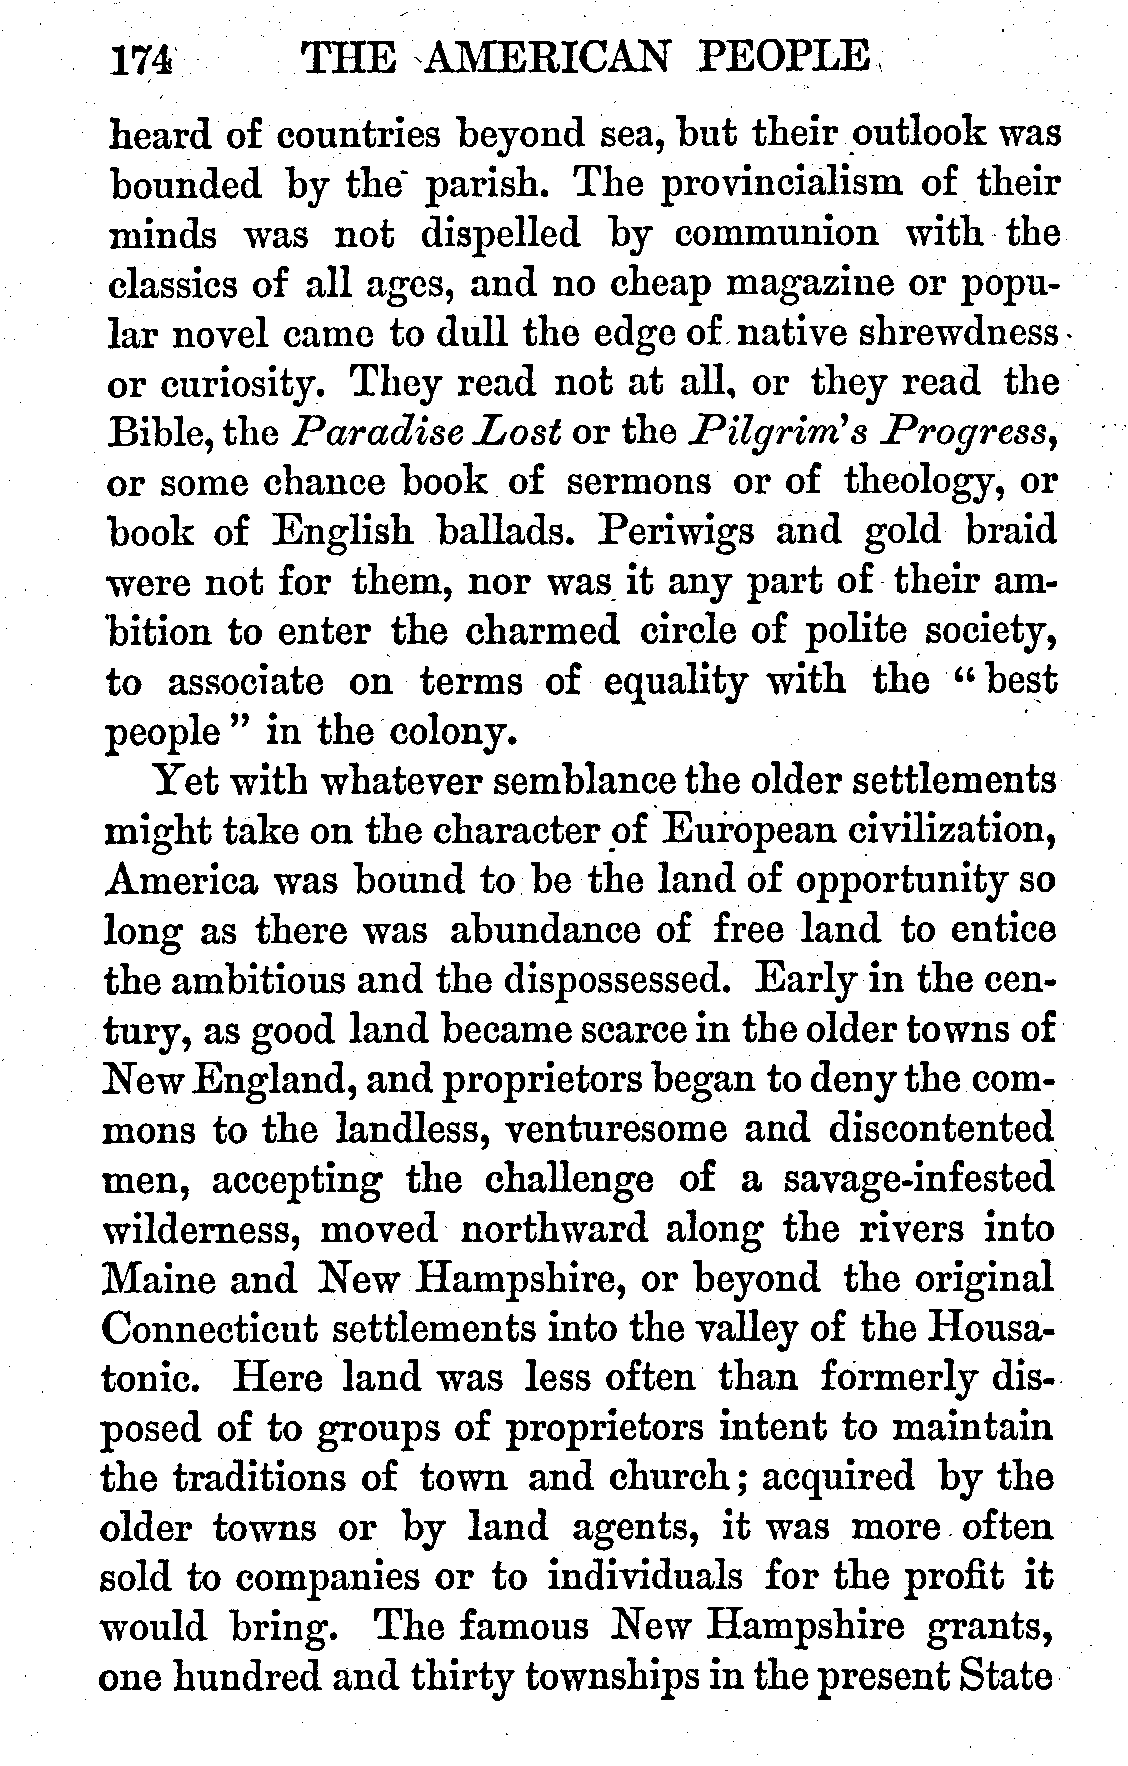 174 THE AMERICAN PEOPLE
heard of countries beyond sea, but their outlook was
bounded by the parish. The provincialism of their
minds was not dispelled by communion with the
classics of all ages, and no cheap magazine or popu-
lar novel came to dull the edge of native shrewdness
or curiosity. They read not at all, or they read the
Bible, the Paradise Lost or the Pilgrim's Progress,
or some chance book of sermons or of theology, or
book of English ballads. Periwigs and gold braid
were not for them, nor was it any part of their am-
bition to enter the charmed circle of polite society,
to associate on terms of equality with the “ best
people ” in the colony.
Yet with whatever semblance the older settlements
might take on the character of European civilization,
America was bound to be the land of opportunity so
long as there was abundance of free land to entice
the ambitious and the dispossessed. Early in the cen-
tury, as good land became scarce in the older towns of
New England, and proprietors began to deny the com-
mons to the landless, venturesome and discontented
men, accepting the challenge of a savage-infested
wilderness, moved northward along the rivers into
Maine and New Hampshire, or beyond the original
Connecticut settlements into the valley of the Housa-
tonic. Here land was less often than formerly dis-
posed of to groups of proprietors intent to maintain
the traditions of town and church; acquired by the
older towns or by land agents, it was more often
sold to companies or to individuals for the profit it
would bring. The famous New Hampshire grants,
one hundred and thirty townships in the present State